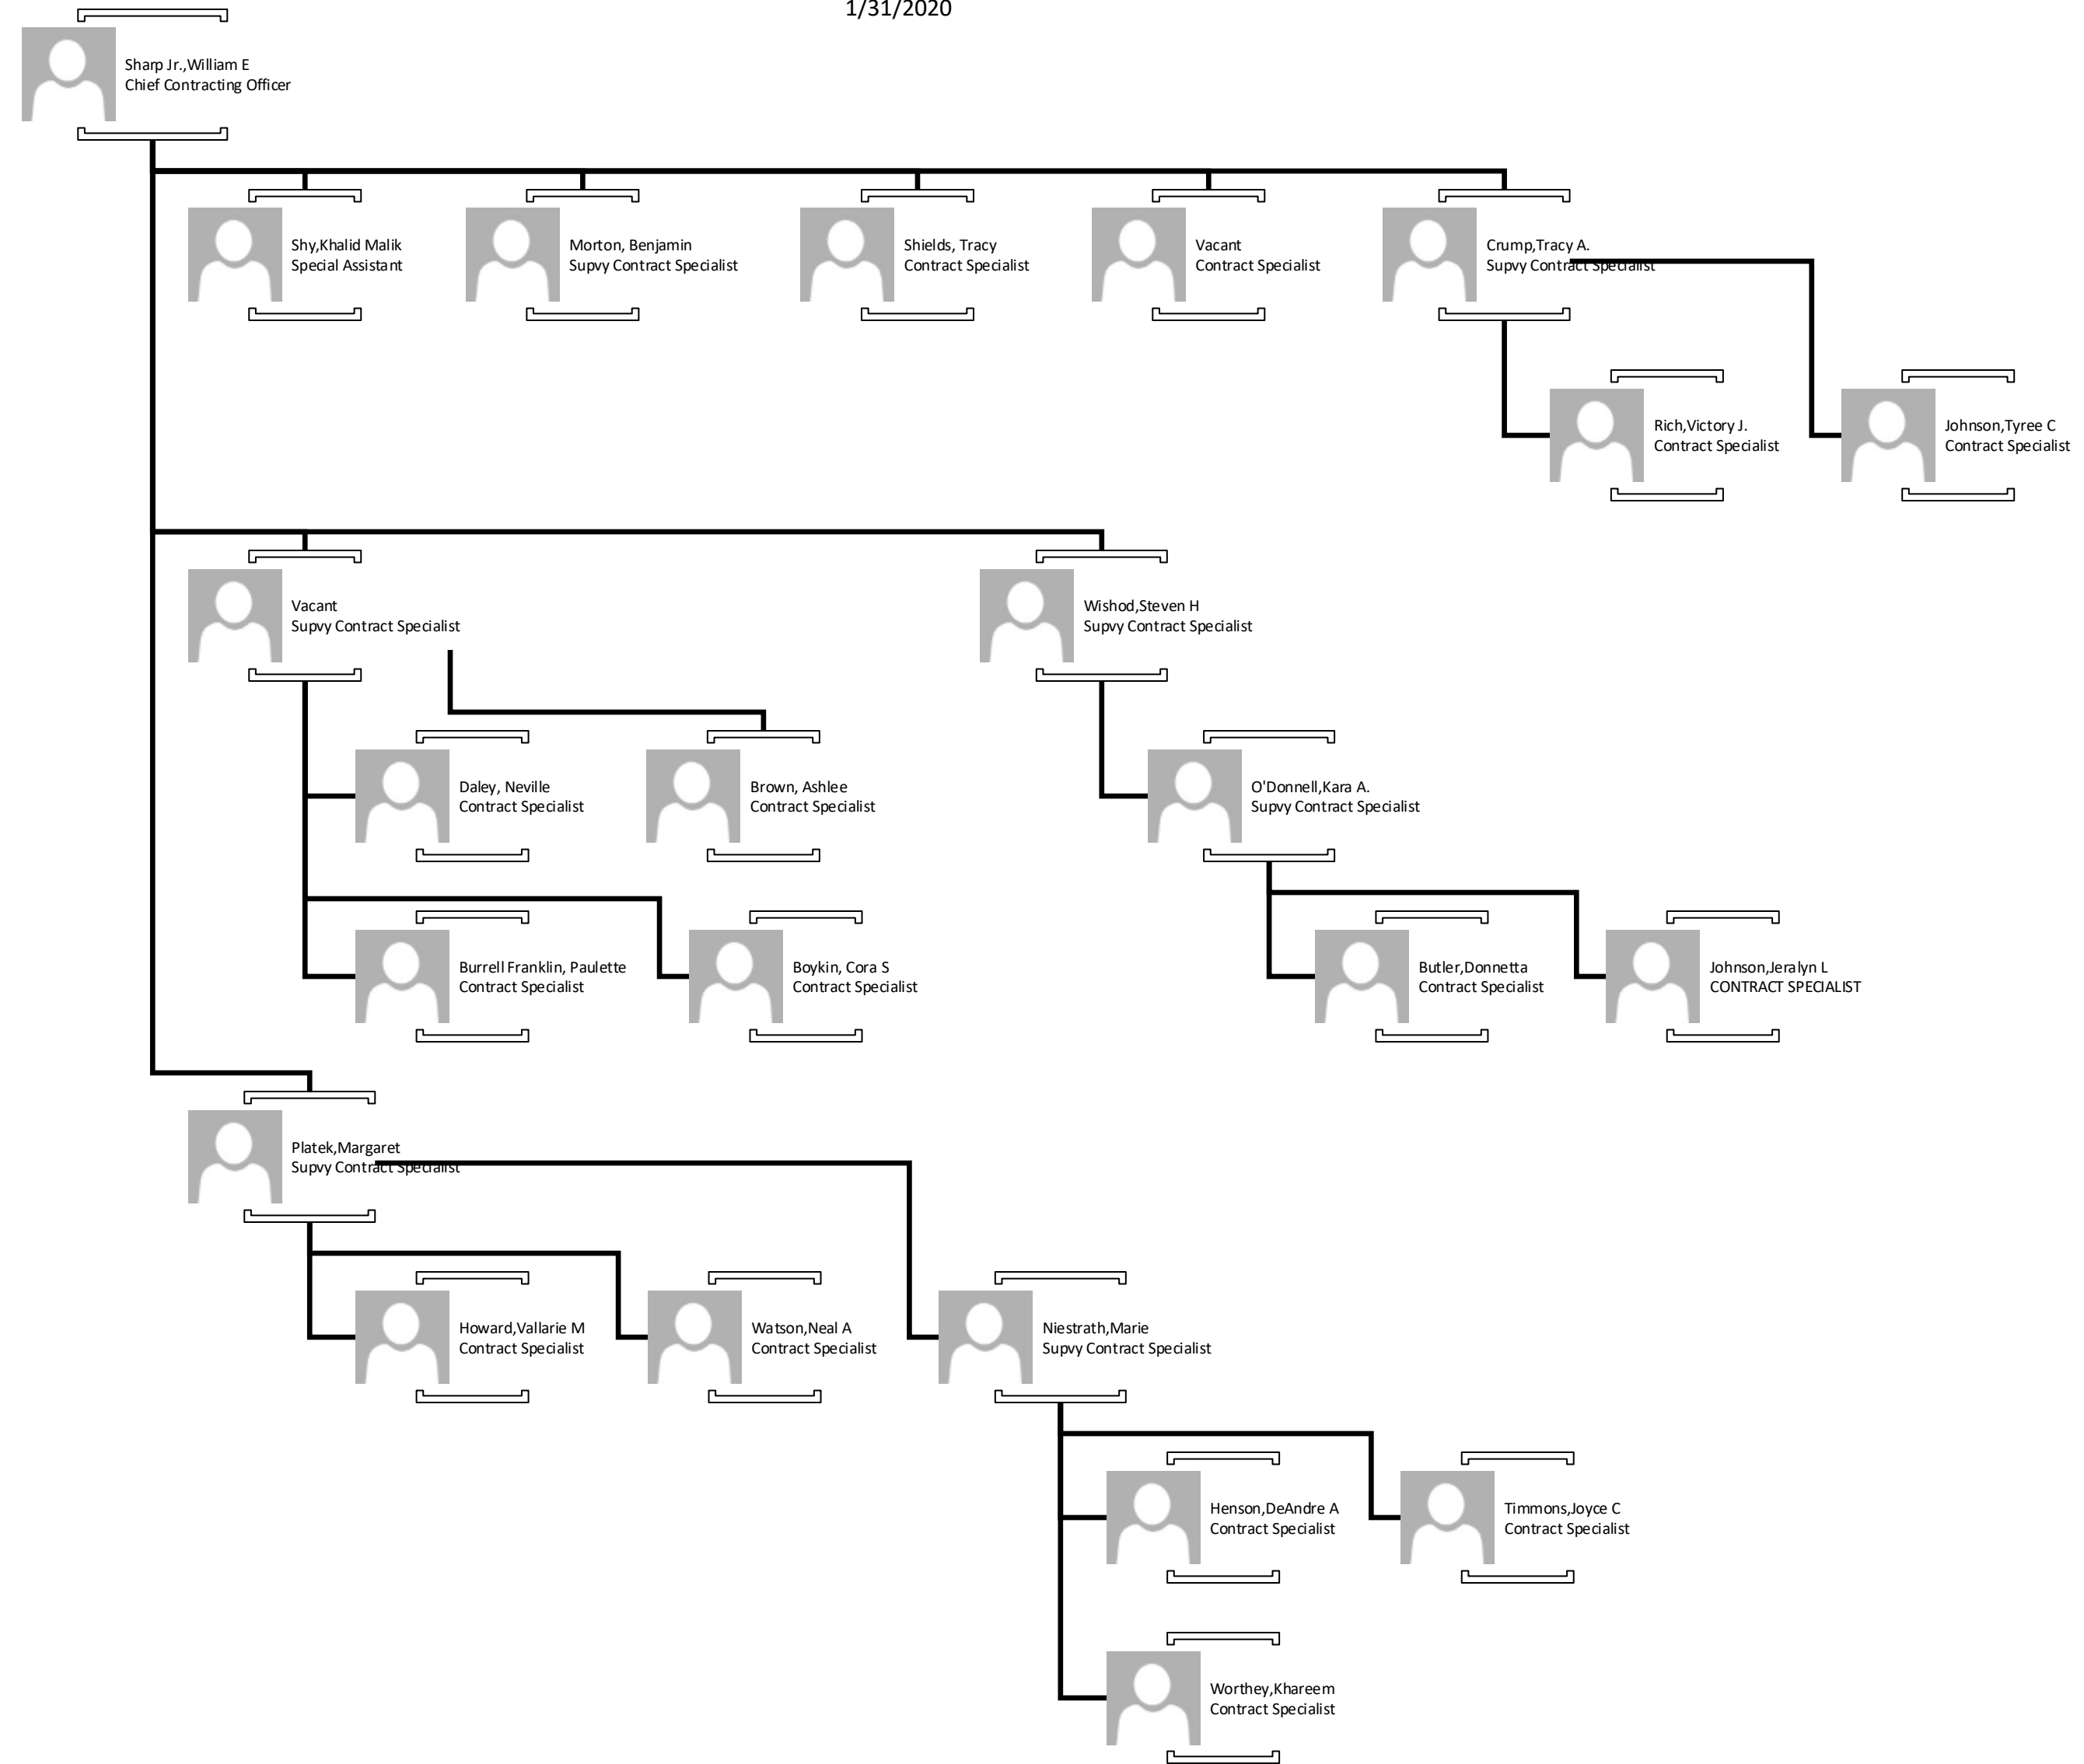 1/31/2020
Sharp Jr.,William E
Chief Contracting Officer
Shy,Khalid Malik
Special Assistant
Morton, Benjamin
Supvy Contract Specialist
Shields, Tracy
Contract Specialist
Vacant
Contract Specialist
Crump,Tracy A.
Supvy Contract Specialist
Rich,Victory J.
Contract Specialist
Johnson,Tyree C
Contract Specialist
Vacant
Supvy Contract Specialist
Wishod,Steven H
Supvy Contract Specialist
Daley, Neville
Contract Specialist
Brown, Ashlee
Contract Specialist
O'Donnell,Kara A.
Supvy Contract Specialist
Burrell Franklin, Paulette
Contract Specialist
Boykin, Cora S
Contract Specialist
Butler,Donnetta
Contract Specialist
Johnson,Jeralyn L
CONTRACT SPECIALIST
Platek,Margaret
Supvy Contract Specialist
Howard,Vallarie M
Contract Specialist
Watson,Neal A
Contract Specialist
Niestrath,Marie
Supvy Contract Specialist
Henson,DeAndre A
Contract Specialist
Timmons,Joyce C
Contract Specialist
Worthey,Khareem
Contract Specialist